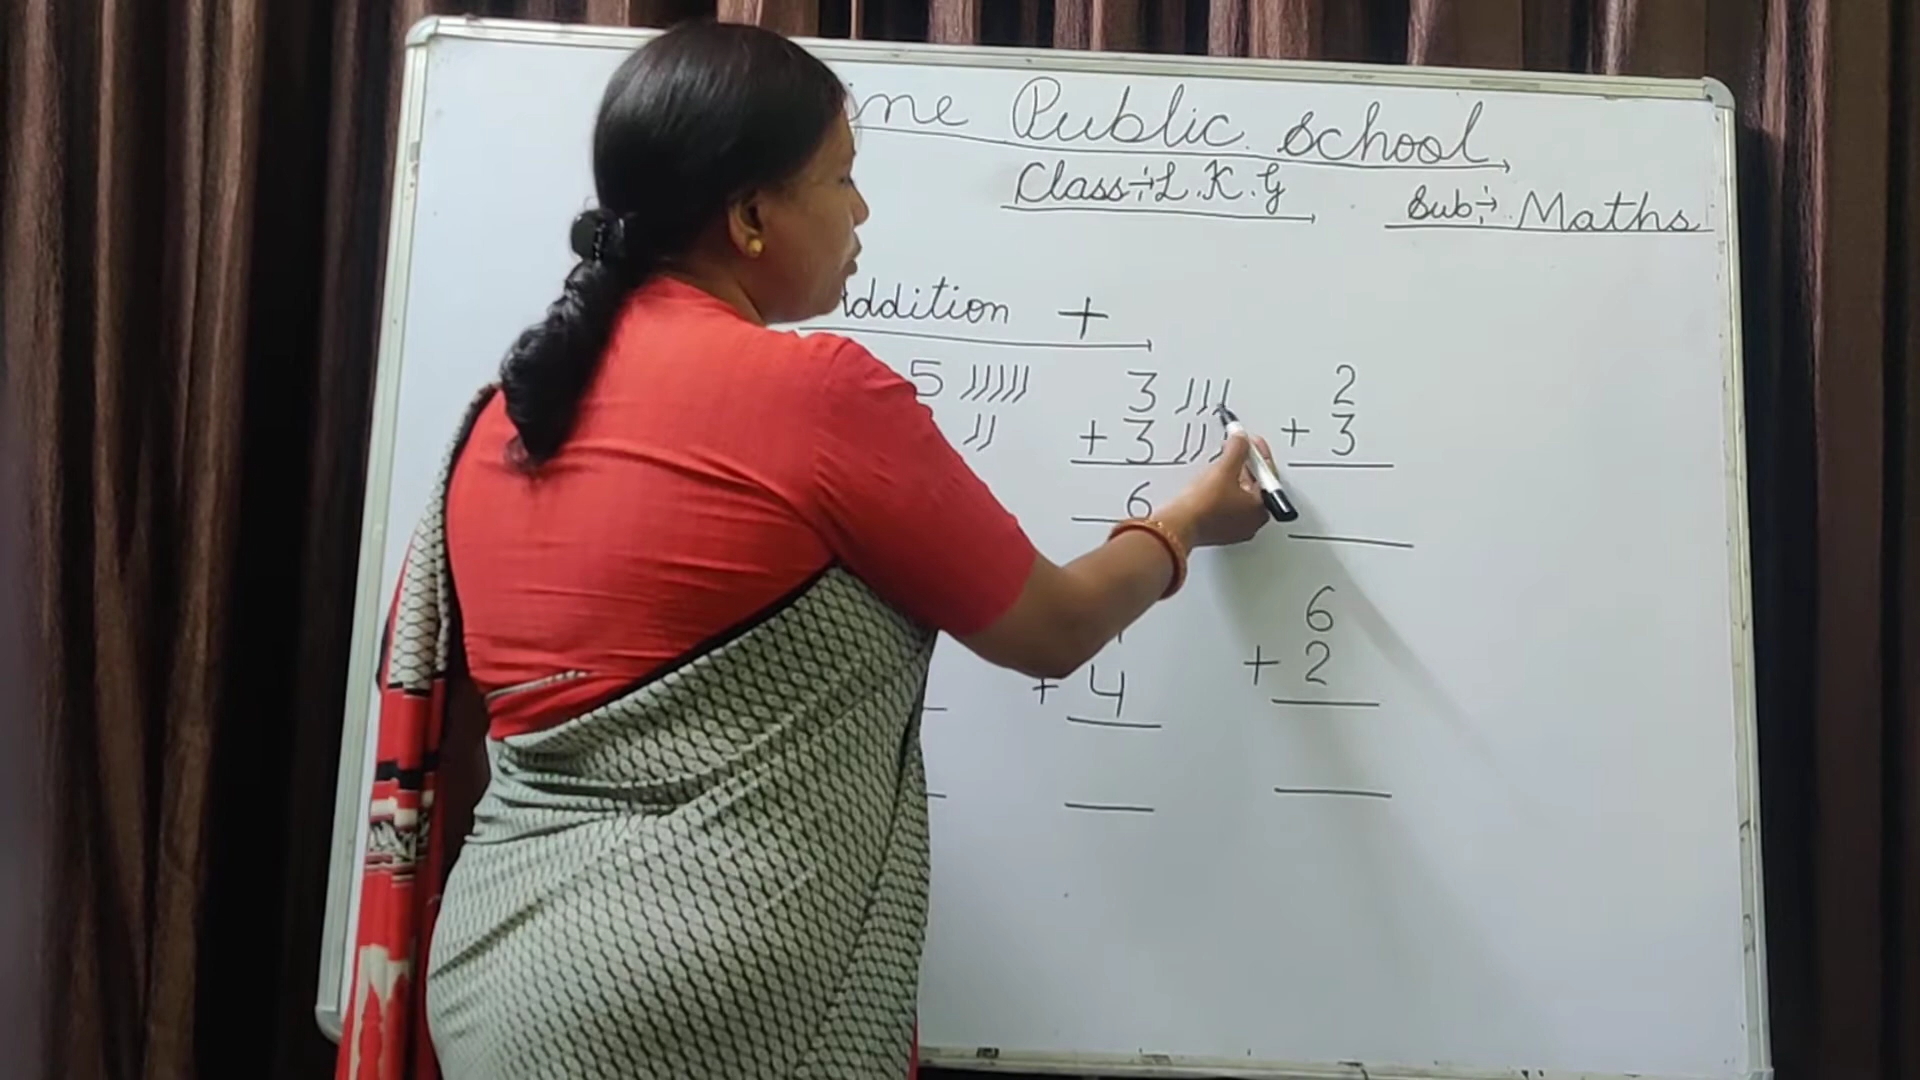 Public School
Class:- L.K.G Sub:- Maths
Addition +
5 3 2
+ 3 + 3
6
6
+ 4 + 2